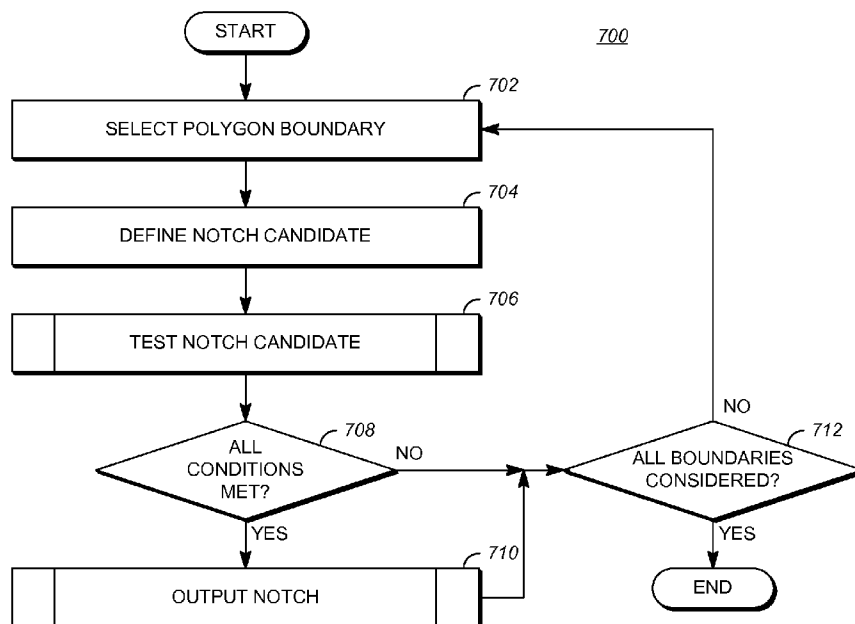 START
700
702
SELECT POLYGON BOUNDARY
704
DEFINE NOTCH CANDIDATE
706
TEST NOTCH CANDIDATE
708
ALL
CONDITIONS
MET?
NO
YES
710
OUTPUT NOTCH
NO
712
ALL BOUNDARIES
CONSIDERED?
YES
END